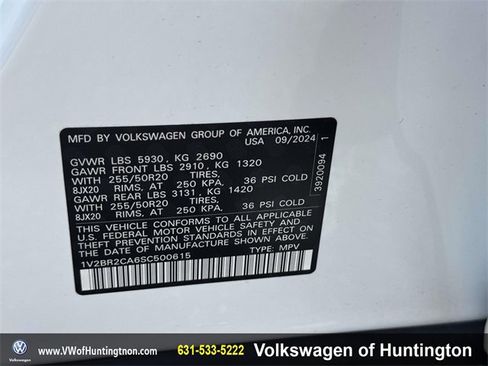 MFD BY VOLKSWAGEN GROUP OF AMERICA, INC.
USA 09/2024
GVWR LBS 5930, KG 2690
GAWR FRONT LBS 2910, KG 1320
WITH 255/50R20 36 PSI COLD
8JX20 RIMS, AT 250 KPA,
GAWR REAR LBS 3131, KG 1420
WITH 255/50R20 36 PSI COLD
8JX20 RIMS, AT 250 KPA,
THIS VEHICLE CONFORMS TO ALL APPLICABLE
U.S. FEDERAL MOTOR VEHICLE SAFETY AND
THEFT PREVENTION STANDARDS IN EFFECT ON
THE DATE OF MANUFACTURE SHOWN ABOVE.
1V2BR2CA6SC500615 TYPE: MPV
3920094 1
www.VWofHuntingtnon.com
631-533-5222
Volkswagen of Huntington